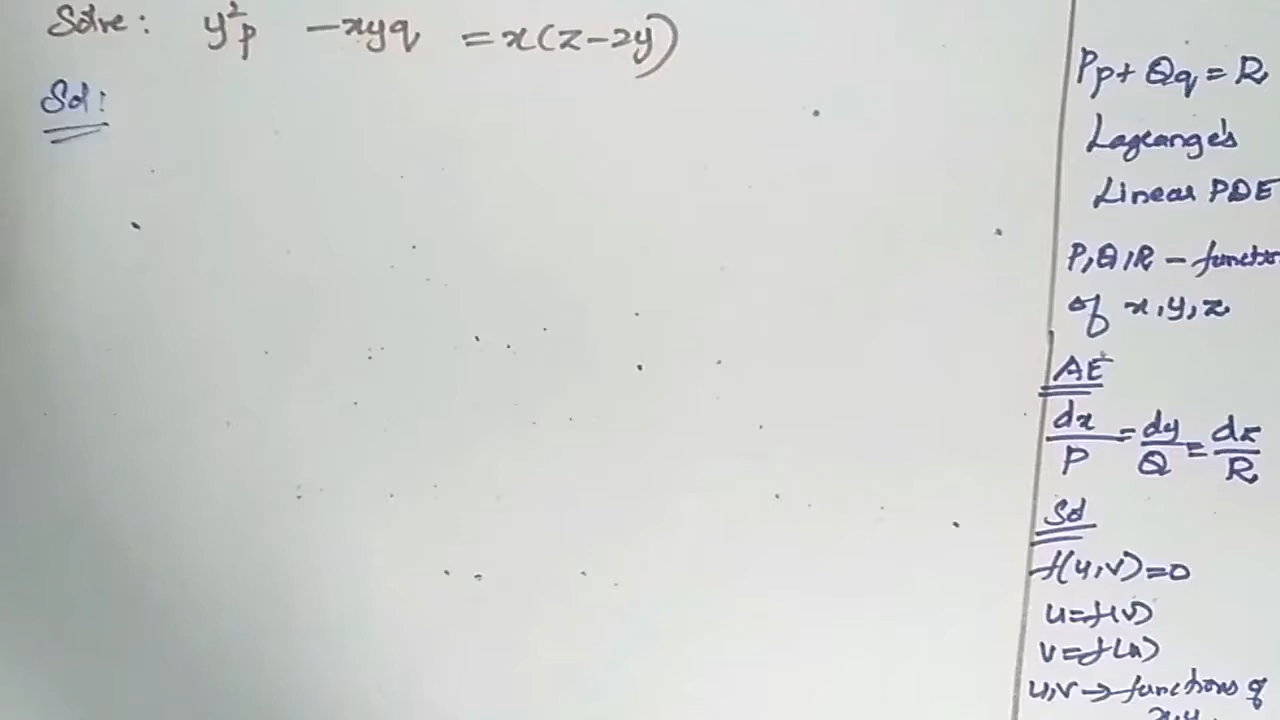 Solve: y²p - xyq = x(z-2y)
Sol:
Pp + Qq = R
Lagrange's
Linear PDE
P,Q,R - functio
of x,y,z
AE
dx/P = dy/Q = dz/R
Sol
f(u,v)=0
u=f(v)
v=f(u)
u,v → functions of
x,y